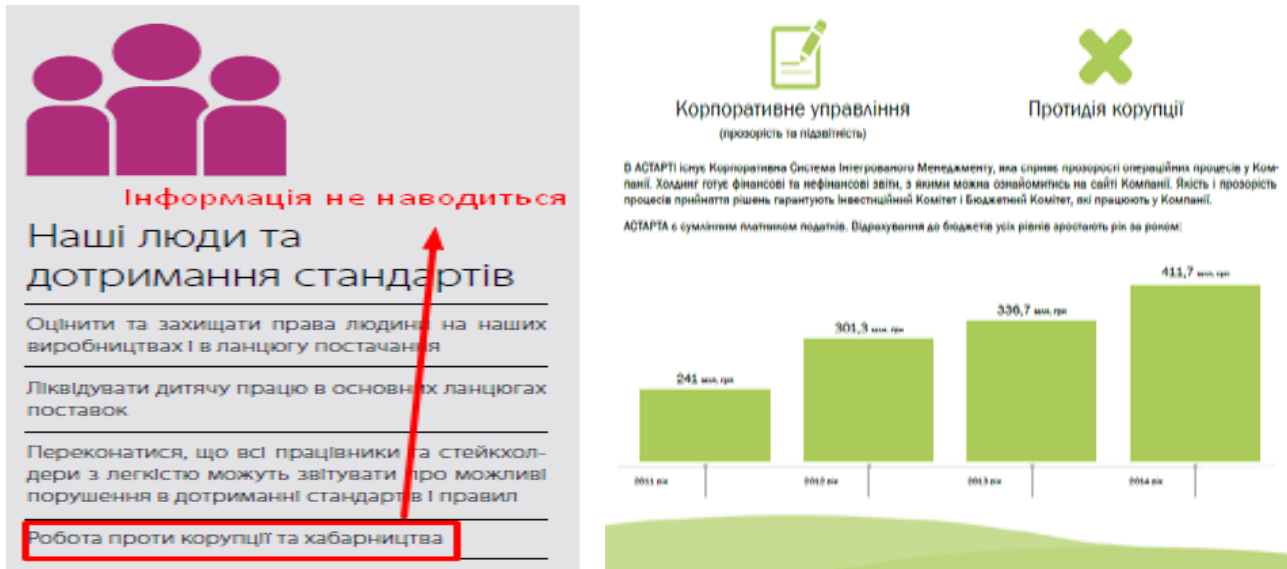 Інформація не наводиться
Наші люди та
дотримання стандартів
Оцінити та захищати права людини на наших
виробництвах і в ланцюгу постачання
Ліквідувати дитячу працю в основних ланцюгах
поставок
Переконатися, що всі працівники та стейкхол-
дери з легкістю можуть звітувати про можливі
порушення в дотриманні стандартів і правил
Робота проти корупції та хабарництва
Корпоративне управління
(прозорість та підзвітність)
Протидія корупції
В АСТАРТІ існує Корпоративна Система Інтегрованого Менеджменту, яка сприяє прозорості операційних процесів у Ком-
панії. Холдинг готує фінансові та нефінансові звіти, з якими можна ознайомитись на сайті Компанії. Якість і прозорість
процесів прийняття рішень гарантують Інвестиційний Комітет і Бюджетний Комітет, які працюють у Компанії.
АСТАРТА є сумлінним платником податків. Відрахування до бюджетів усіх рівнів зростають рік за роком:
241 млн. грн
301,3 млн. грн
336,7 млн. грн
411,7 млн. грн
2011 рік
2012 рік
2013 рік
2014 рік